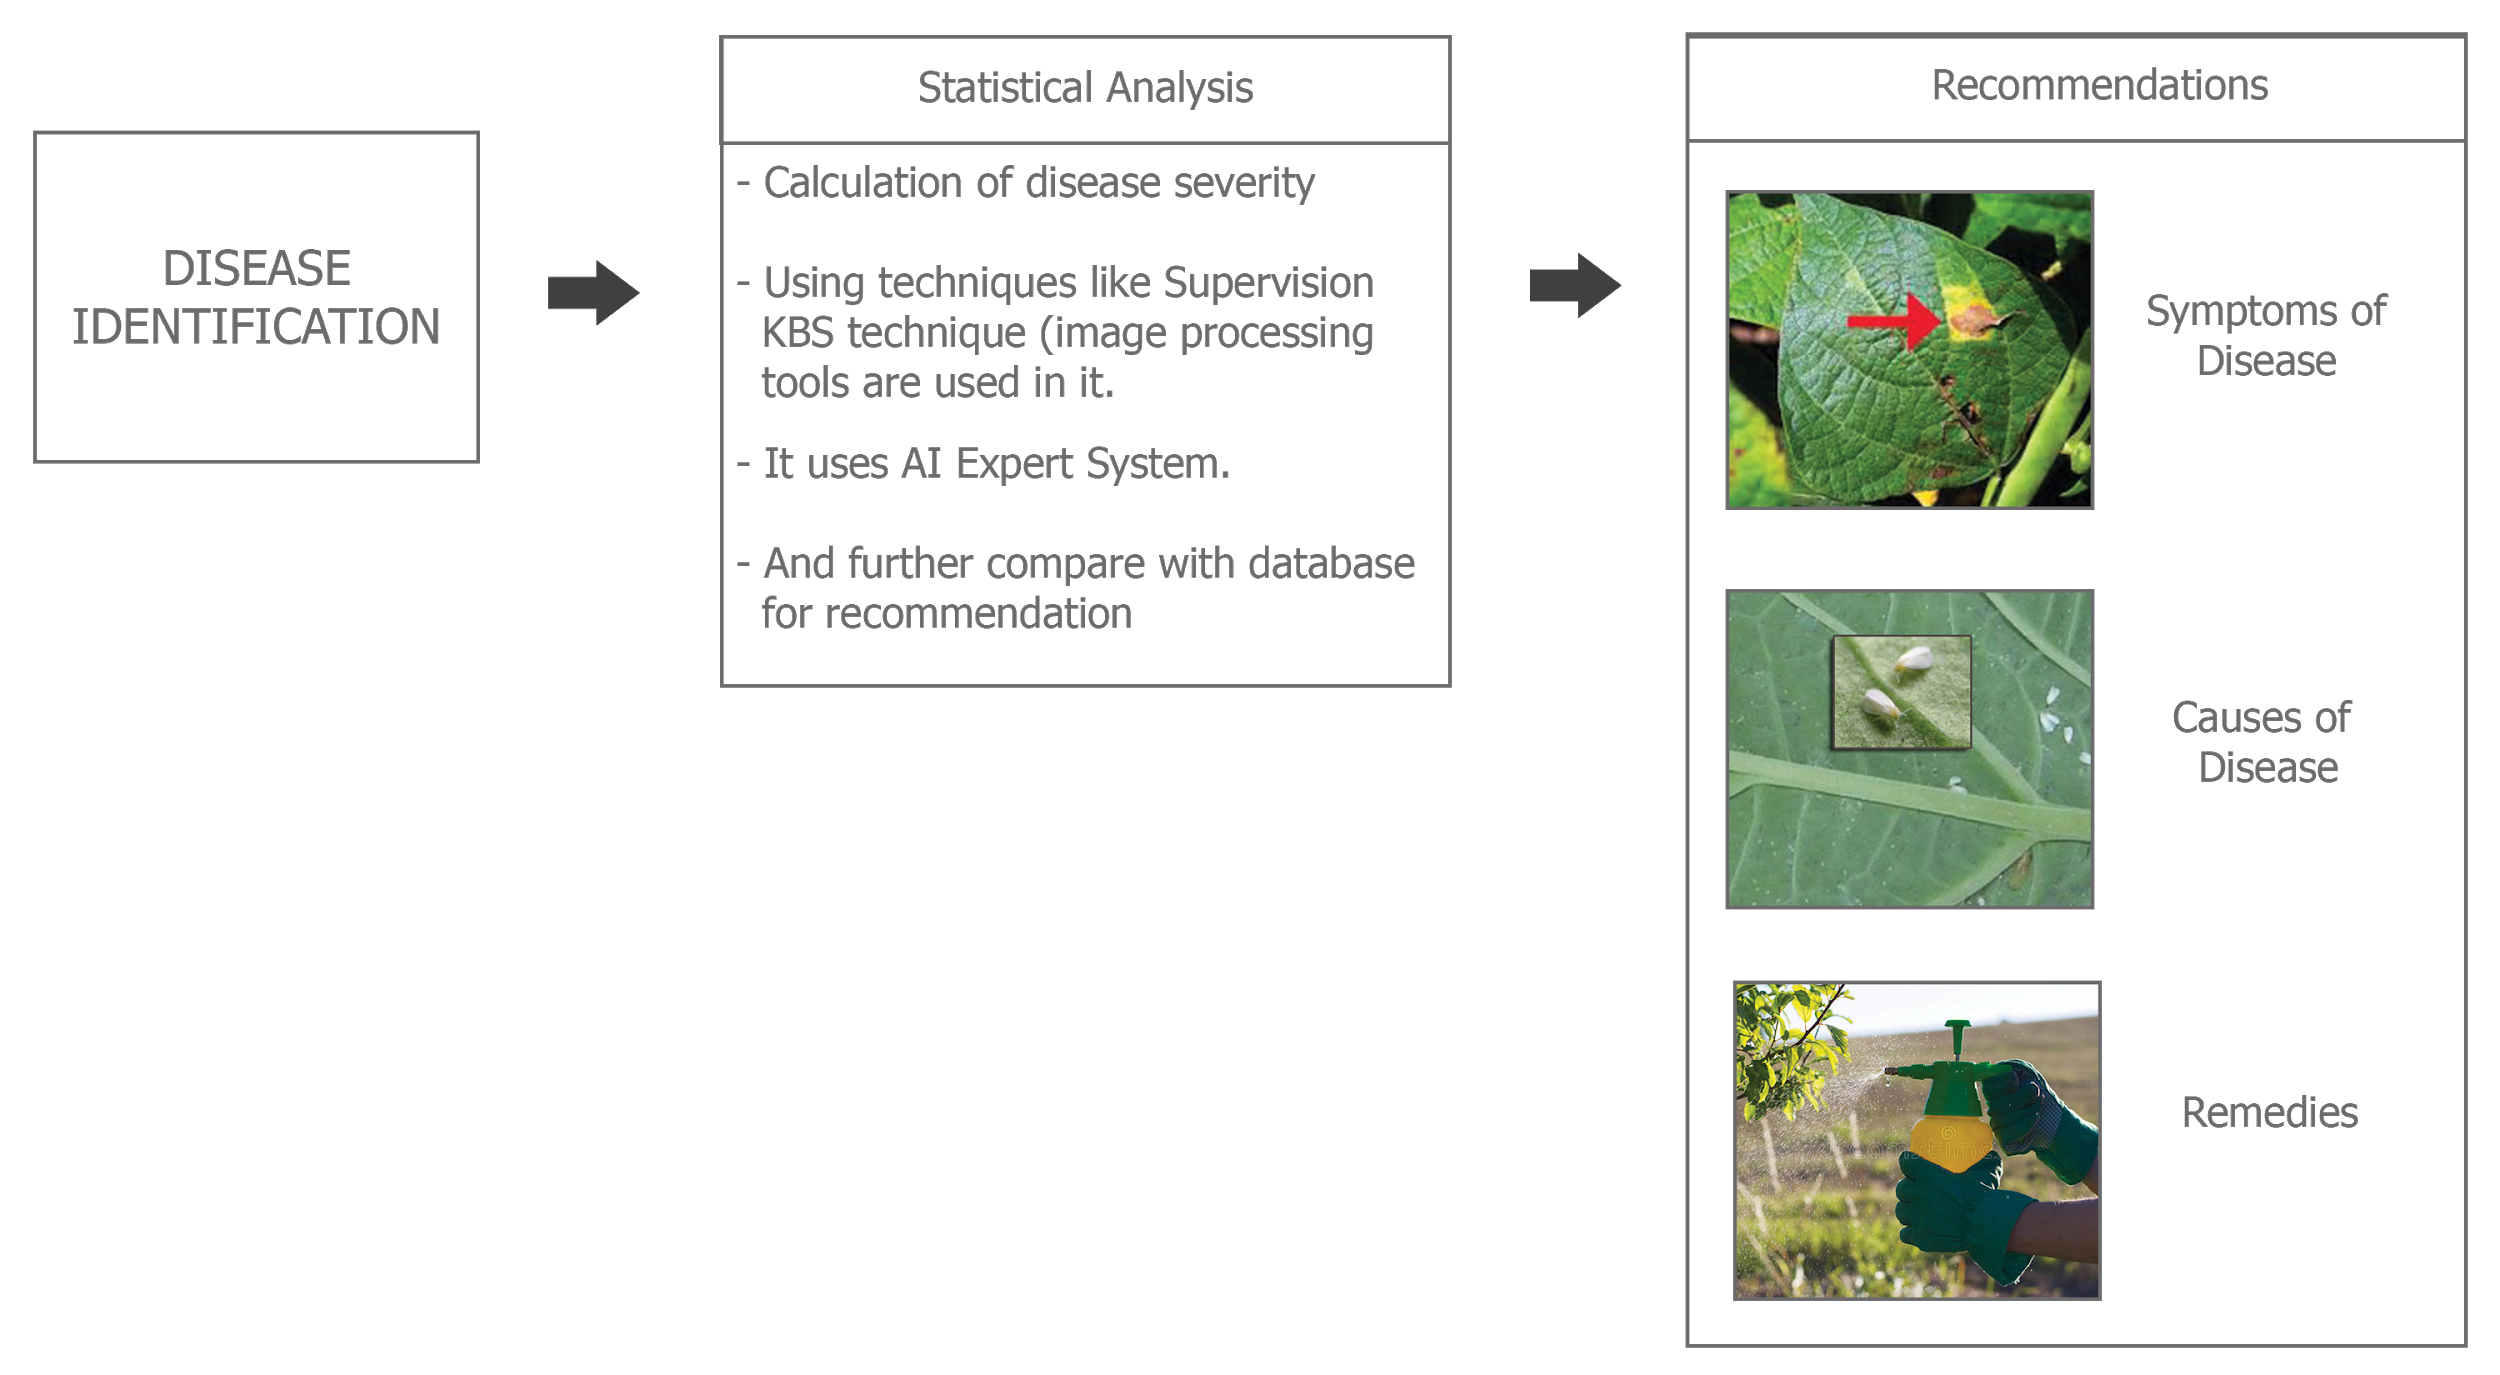 DISEASE
IDENTIFICATION
Statistical Analysis
- Calculation of disease severity
- Using techniques like Supervision
KBS technique (image processing
tools are used in it.
- It uses AI Expert System.
- And further compare with database
for recommendation
Recommendations
Symptoms of
Disease
Causes of
Disease
Remedies